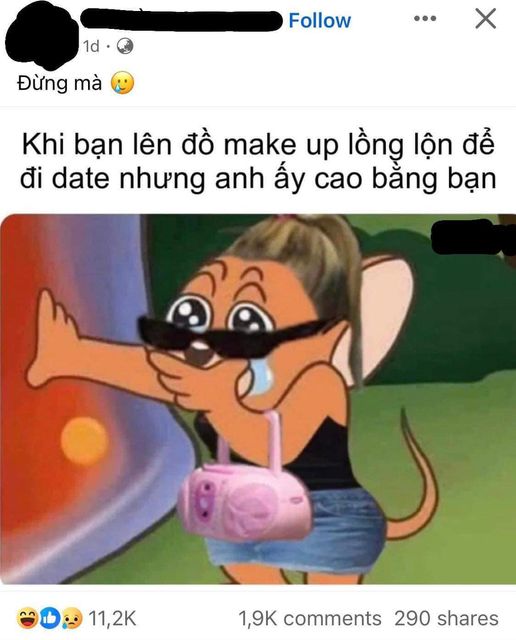 Follow
1d
Đừng mà 🥲
Khi bạn lên đồ make up lồng lộn để
đi date nhưng anh ấy cao bằng bạn
11,2K 1,9K comments 290 shares